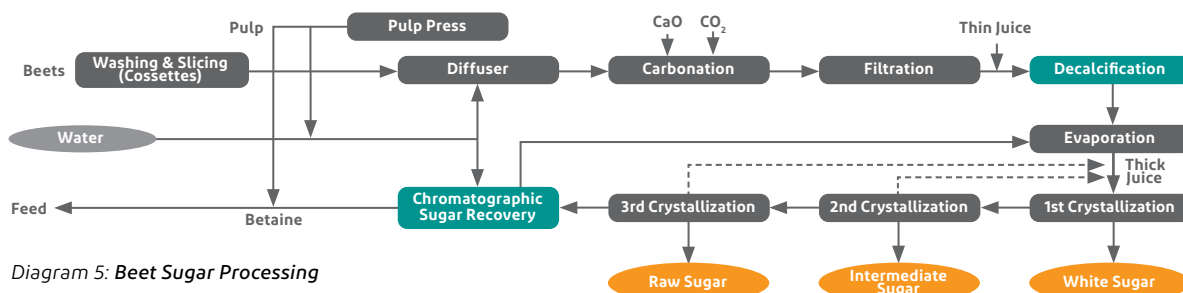 Pulp
Pulp Press
CaO
CO2
Thin Juice
Beets
Washing & Slicing
(Cossettes)
Diffuser
Carbonation
Filtration
Decalcification
Water
Evaporation
Thick
Juice
Feed
Betaine
Chromatographic
Sugar Recovery
3rd Crystallization
2nd Crystallization
1st Crystallization
Diagram 5: Beet Sugar Processing
Raw Sugar
Intermediate
Sugar
White Sugar